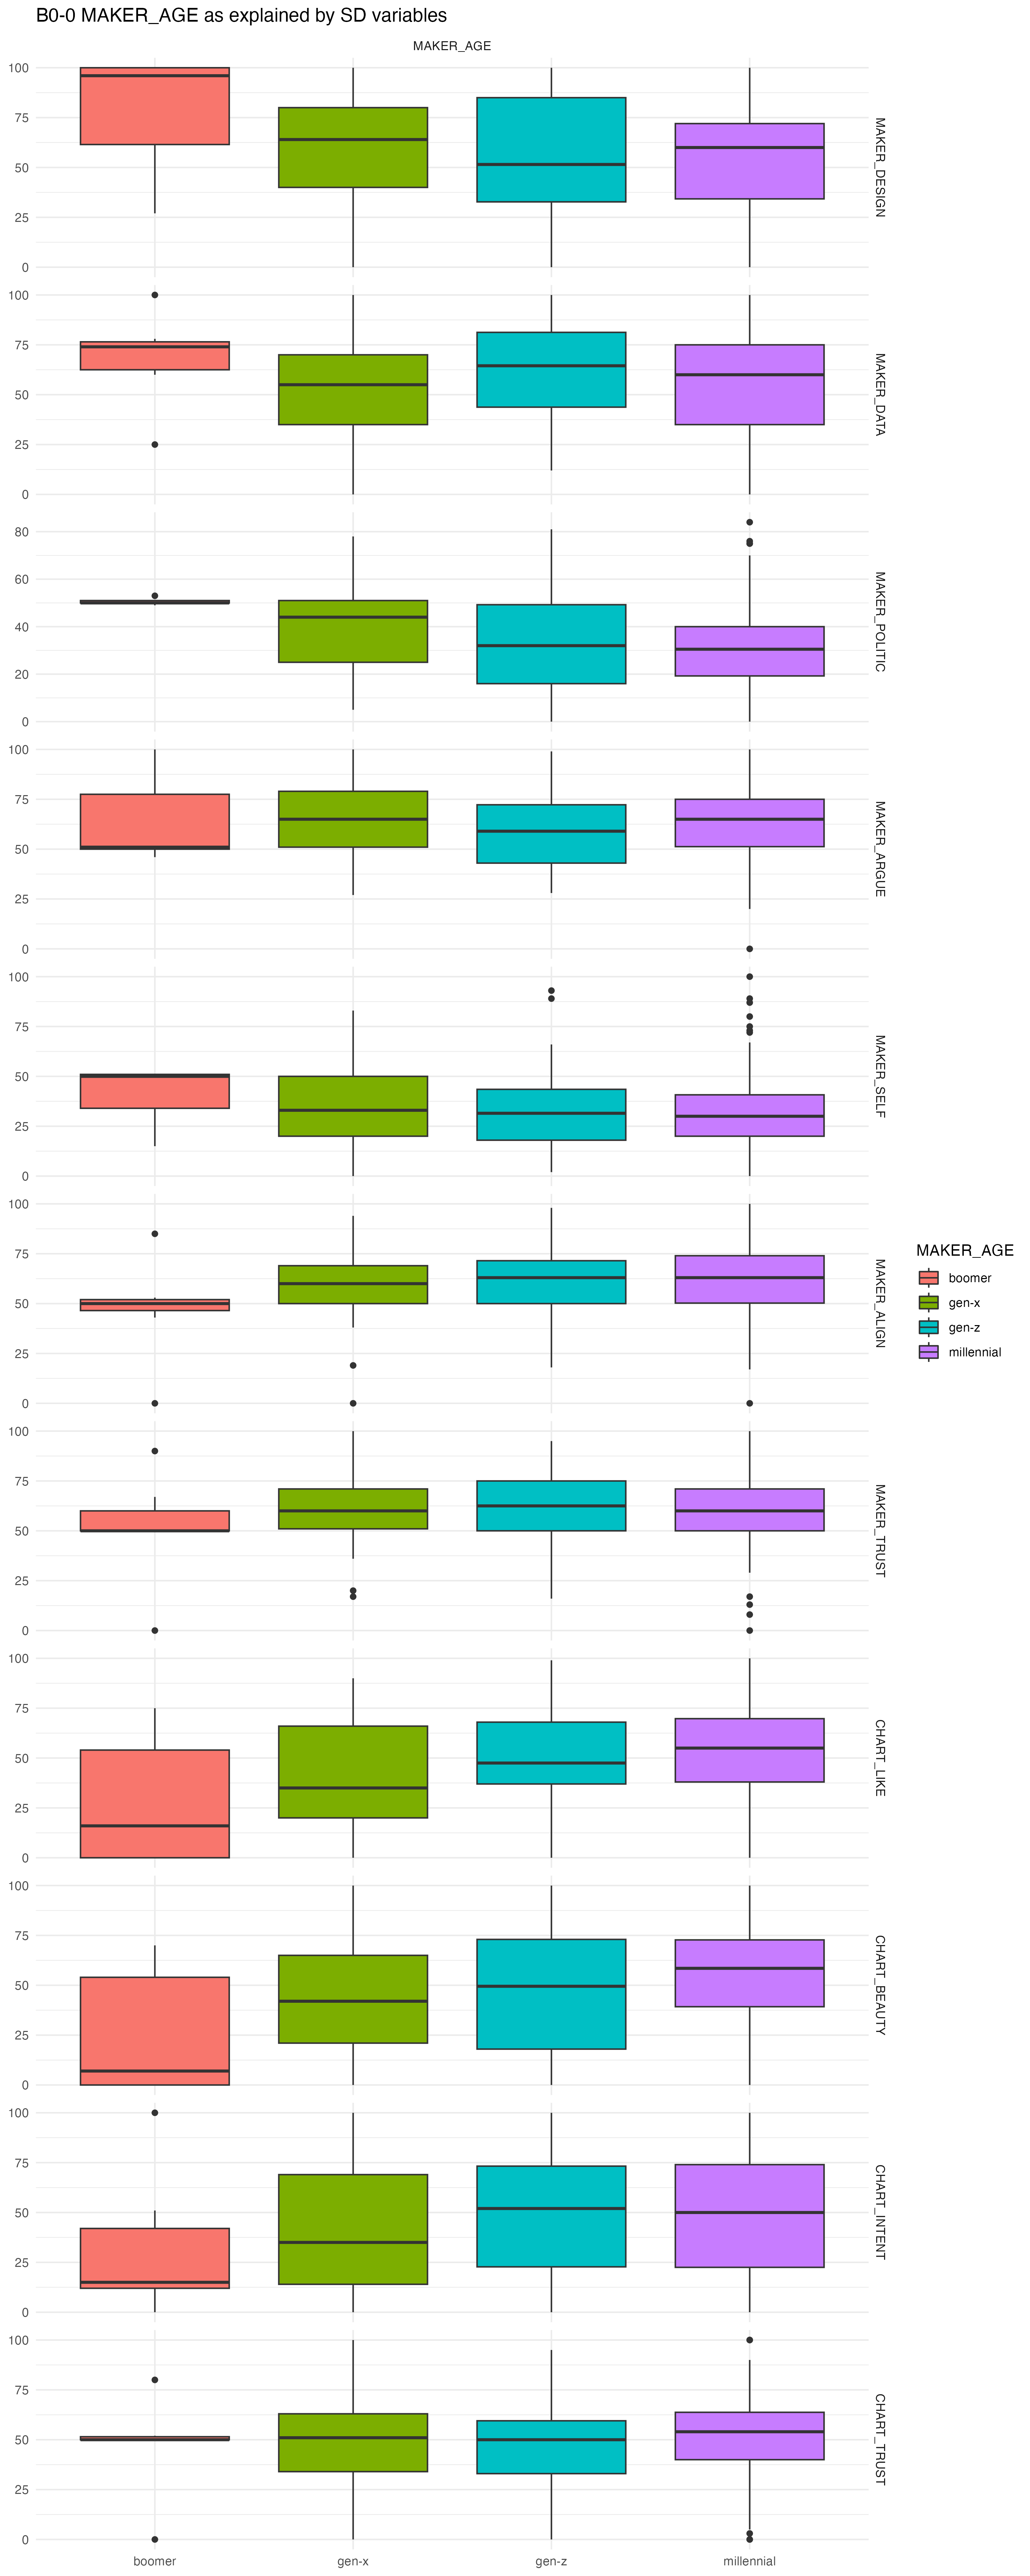 B0-0 MAKER_AGE as explained by SD variables
MAKER_AGE
100
75
50
25
0
MAKER_DESIGN
100
75
50
25
0
MAKER_DATA
80
60
40
20
0
MAKER_POLITIC
100
75
50
25
0
MAKER_ARGUE
100
75
50
25
0
MAKER_SELF
100
75
50
25
0
MAKER_ALIGN
MAKER_AGE
boomer
gen-x
gen-z
millennial
100
75
50
25
0
MAKER_TRUST
100
75
50
25
0
CHART_LIKE
100
75
50
25
0
CHART_BEAUTY
100
75
50
25
0
CHART_INTENT
100
75
50
25
0
CHART_TRUST
boomer gen-x gen-z millennial